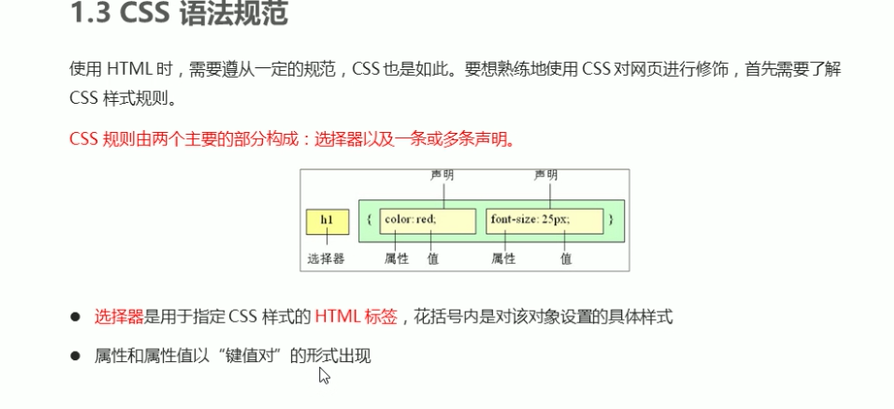 1.3 CSS 语法规范
使用 HTML 时，需要遵从一定的规范，CSS 也是如此。要想熟练地使用 CSS 对网页进行修饰，首先需要了解
CSS 样式规则。
CSS 规则由两个主要的部分构成：选择器以及一条或多条声明。
声明 声明
h1 { color: red; font-size: 25px; }
选择器 属性 值 属性 值
● 选择器是用于指定 CSS 样式的 HTML 标签，花括号内是对该对象设置的具体样式
● 属性和属性值以“键值对”的形式出现